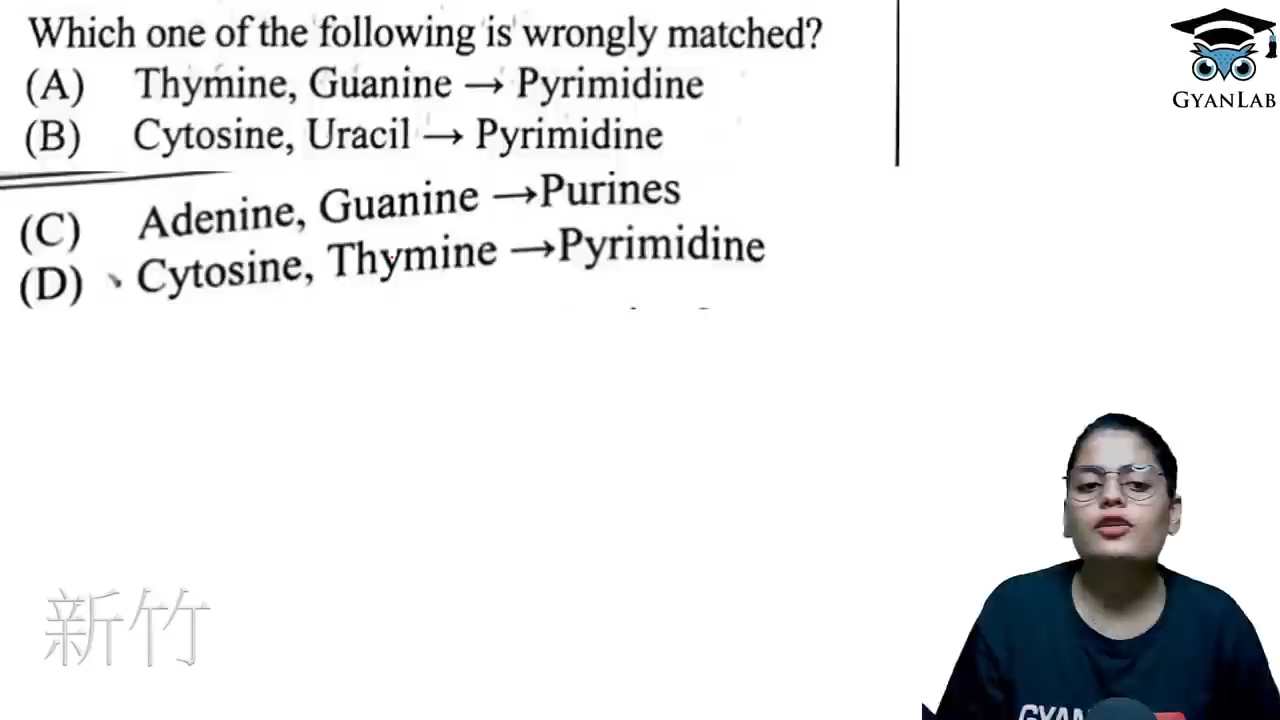 Which one of the following is wrongly matched?
(A) Thymine, Guanine → Pyrimidine
(B) Cytosine, Uracil → Pyrimidine
(C) Adenine, Guanine →Purines
(D) Cytosine, Thymine →Pyrimidine
GYANLAB
新竹
GYAN